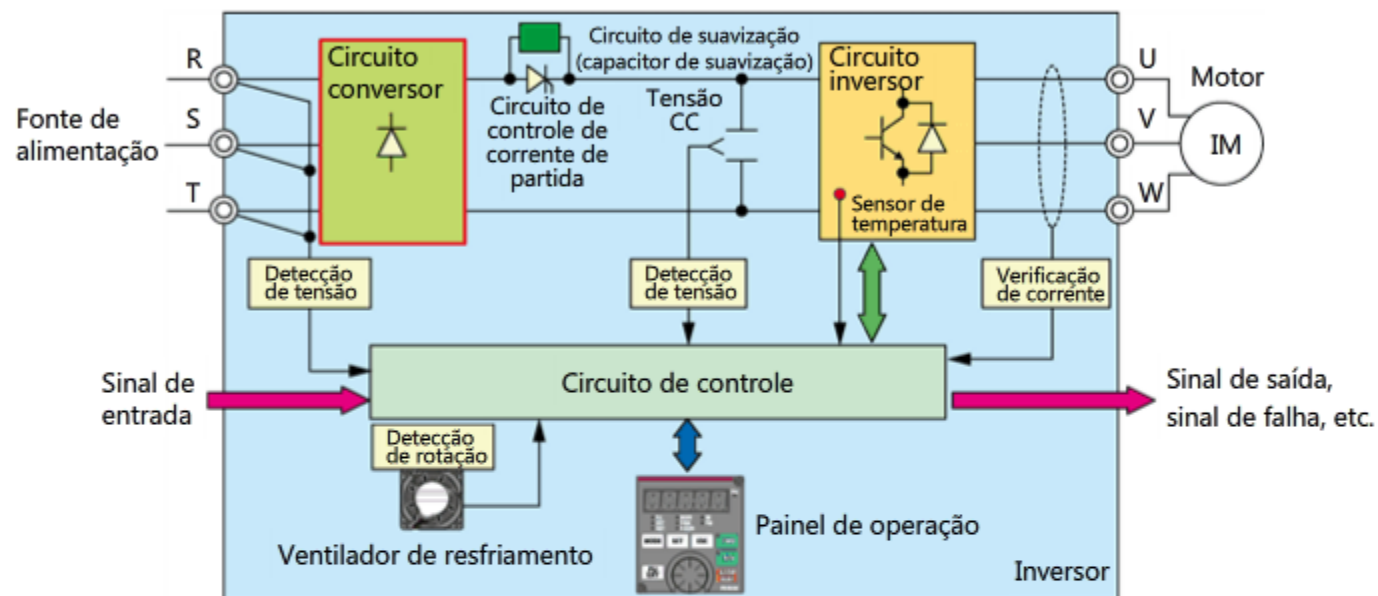 Circuito
conversor
Circuito de suavização
(capacitor de suavização)
Circuito
inversor
R
S
T
Fonte de
alimentação
Circuito de
controle de
corrente de
partida
Tensão
CC
Sensor de
temperatura
U
V
W
Motor
IM
Detecção
de tensão
Detecção
de tensão
Verificação
de corrente
Sinal de
entrada
Circuito de controle
Sinal de saída,
sinal de falha, etc.
Detecção
de rotação
Ventilador de resfriamento
MODE SET ESC
Painel de operação
Inversor